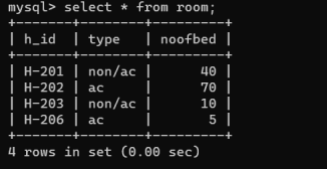 mysql> select * from room;
+-------+--------+---------+
| h_id  | type   | noofbed |
+-------+--------+---------+
| H-201 | non/ac |      40 |
| H-202 | ac     |      70 |
| H-203 | non/ac |      10 |
| H-206 | ac     |       5 |
+-------+--------+---------+
4 rows in set (0.00 sec)